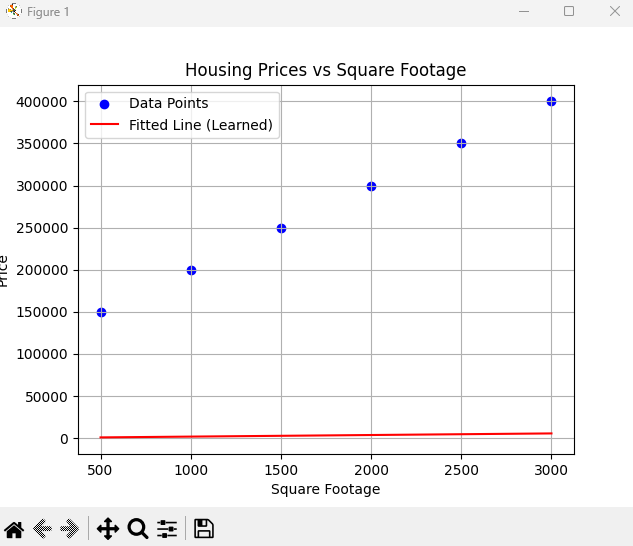 Figure 1
Housing Prices vs Square Footage
Data Points
Fitted Line (Learned)
400000
350000
300000
250000
200000
150000
100000
50000
0
Price
500 1000 1500 2000 2500 3000
Square Footage